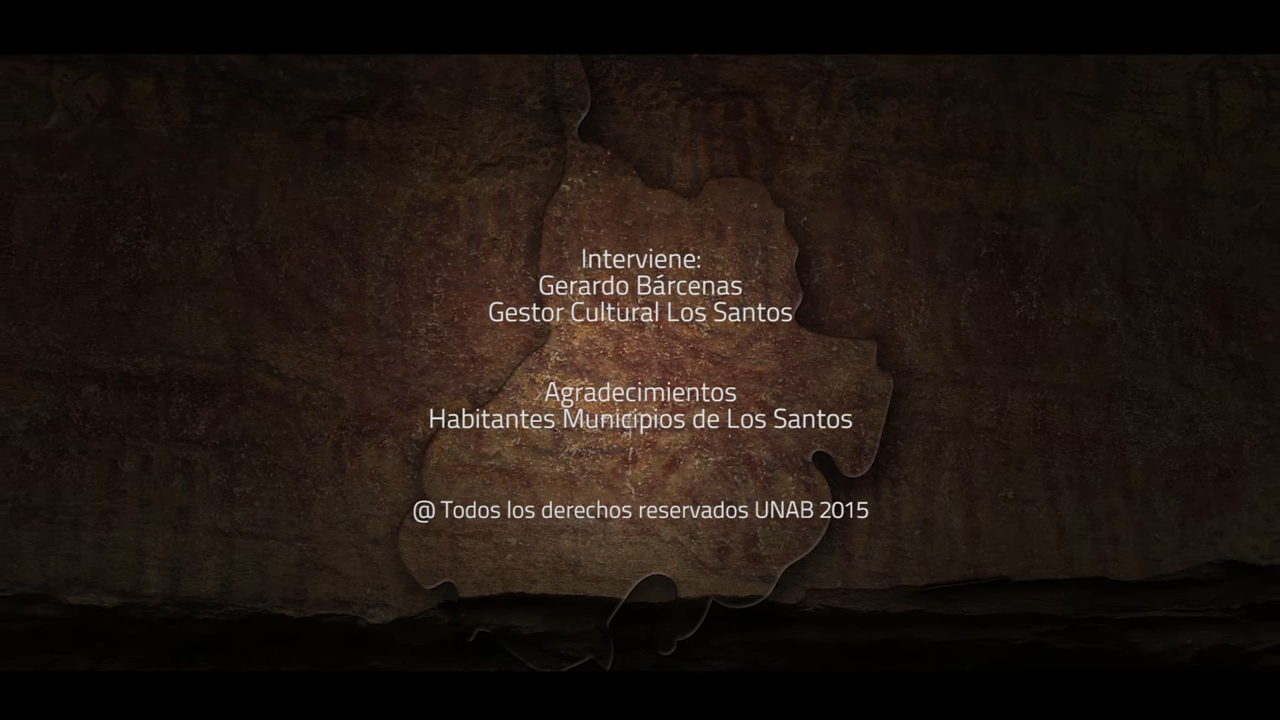 Interviene:
Gerardo Bárcenas
Gestor Cultural Los Santos
Agradecimientos
Habitantes Municipios de Los Santos
@ Todos los derechos reservados UNAB 2015